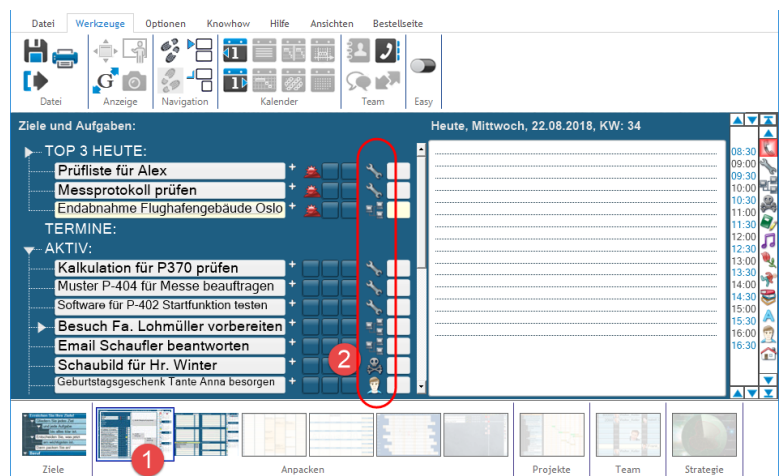 Datei Werkzeuge Optionen Knowhow Hilfe Ansichten Bestellseite
1
G
1
Datei Anzeige Navigation Kalender Team Easy
Ziele und Aufgaben: Heute, Mittwoch, 22.08.2018, KW: 34
TOP 3 HEUTE:
Prüfliste für Alex
Messprotokoll prüfen
Endabnahme Flughafengebäude Oslo
TERMINE:
AKTIV:
Kalkulation für P370 prüfen
Muster P-404 für Messe beauftragen
Software für P-402 Startfunktion testen
Besuch Fa. Lohmüller vorbereiten
Email Schaufler beantworten
Schaubild für Hr. Winter
Geburtstagsgeschenk Tante Anna besorgen
2
08:30
09:00
09:30
10:00
10:30
11:00
11:30
12:00
12:30
13:00
13:30
14:00
14:30
15:00
15:30
16:00
16:30
A
1
Ziele Anpacken Projekte Team Strategie